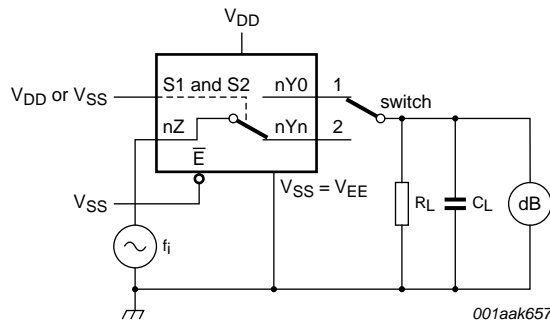 VDD
S1 and S2 nY0 1
VDD or VSS
switch
nZ nYn 2
E
VSS = VEE
VSS
RL CL dB
fi
001aak657